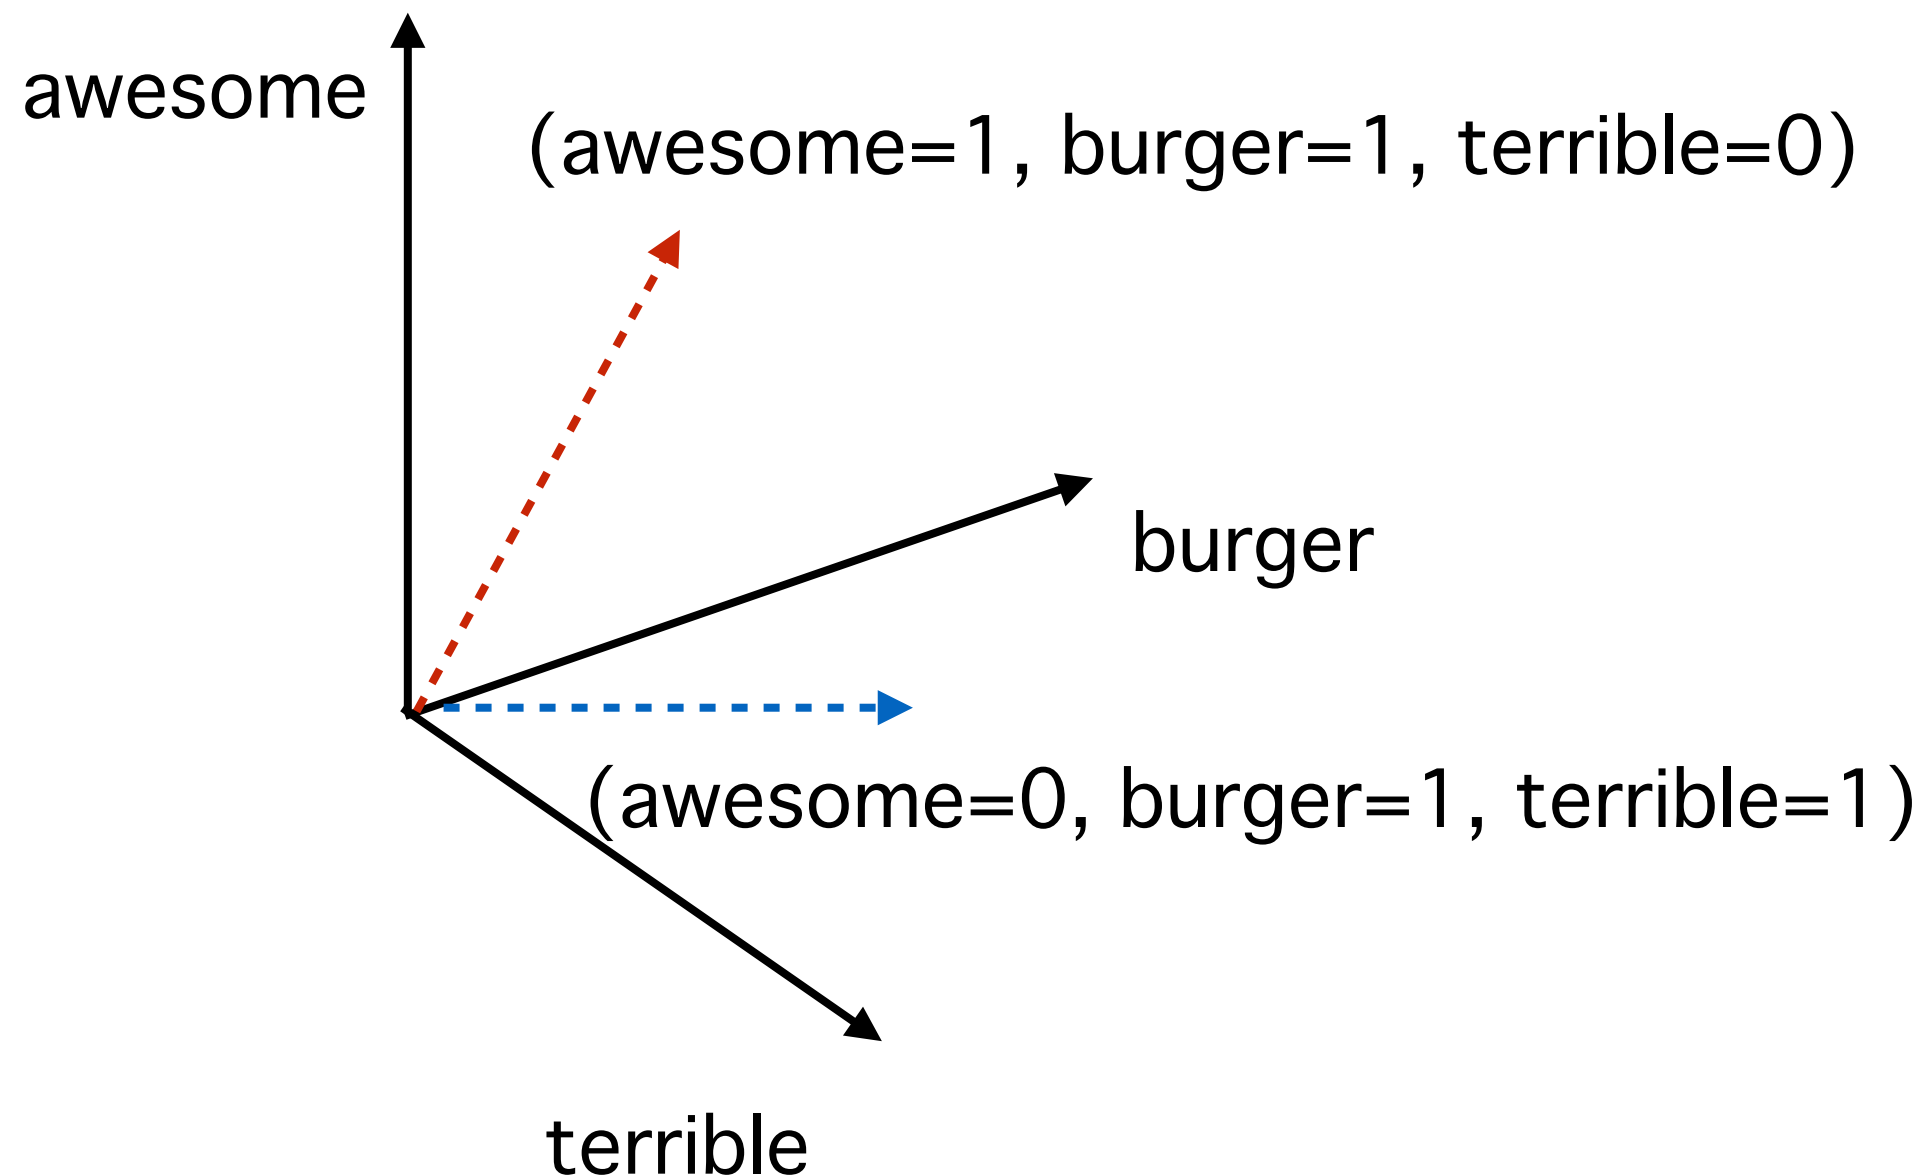 awesome
(awesome=1, burger=1, terrible=0)
burger
(awesome=0, burger=1, terrible=1)
terrible